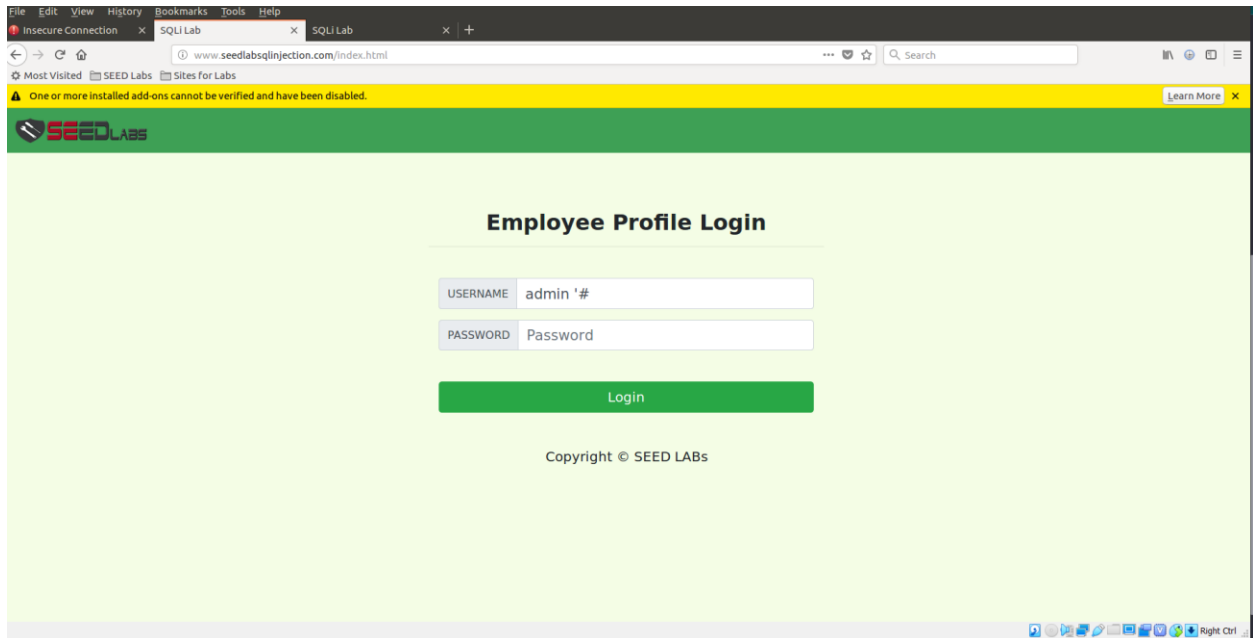 File Edit View History Bookmarks Tools Help
Insecure Connection × SQLi Lab × SQLi Lab × +
www.seedlabsqlinjection.com/index.html ... Search
Most Visited SEED Labs Sites for Labs
One or more installed add-ons cannot be verified and have been disabled. Learn More ×
SEEDLABS
Employee Profile Login
USERNAME admin '#
PASSWORD Password
Login
Copyright © SEED LABs
Right Ctrl